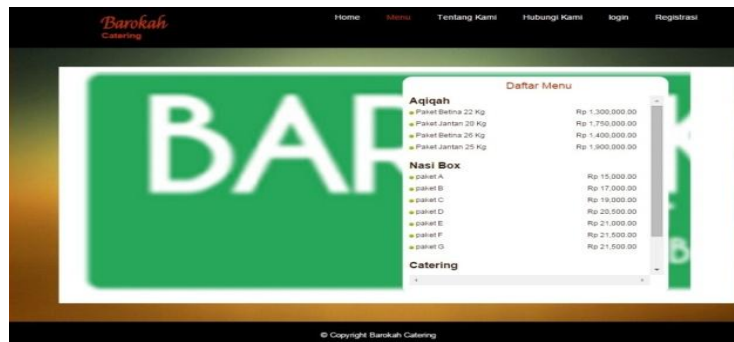 Barokah
Catering
Home Menu Tentang Kami Hubungi Kami login Registrasi
BAR
K
B
Daftar Menu
Aqiqah
Paket Betina 22 Kg Rp 1,300,000.00
Paket Jantan 20 Kg Rp 1,750,000.00
Paket Betina 26 Kg Rp 1,400,000.00
Paket Jantan 25 Kg Rp 1,900,000.00
Nasi Box
paket A Rp 15,000.00
paket B Rp 17,000.00
paket C Rp 19,000.00
paket D Rp 20,500.00
paket E Rp 21,000.00
paket F Rp 21,500.00
paket G Rp 21,500.00
Catering
© Copyright Barokah Catering